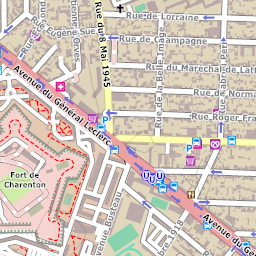 Rue de Lorraine
Rue Eugène Sue
Rue de Champagne
Rue du 8 Mai 1945
Rue du Maréchal de Lat
Rue de la Belle Image
Rue de Norma
Rue Roger Fra
Avenue du Général Leclerc
Fort de
Charenton
Avenue Busteau
Avenue du Gé